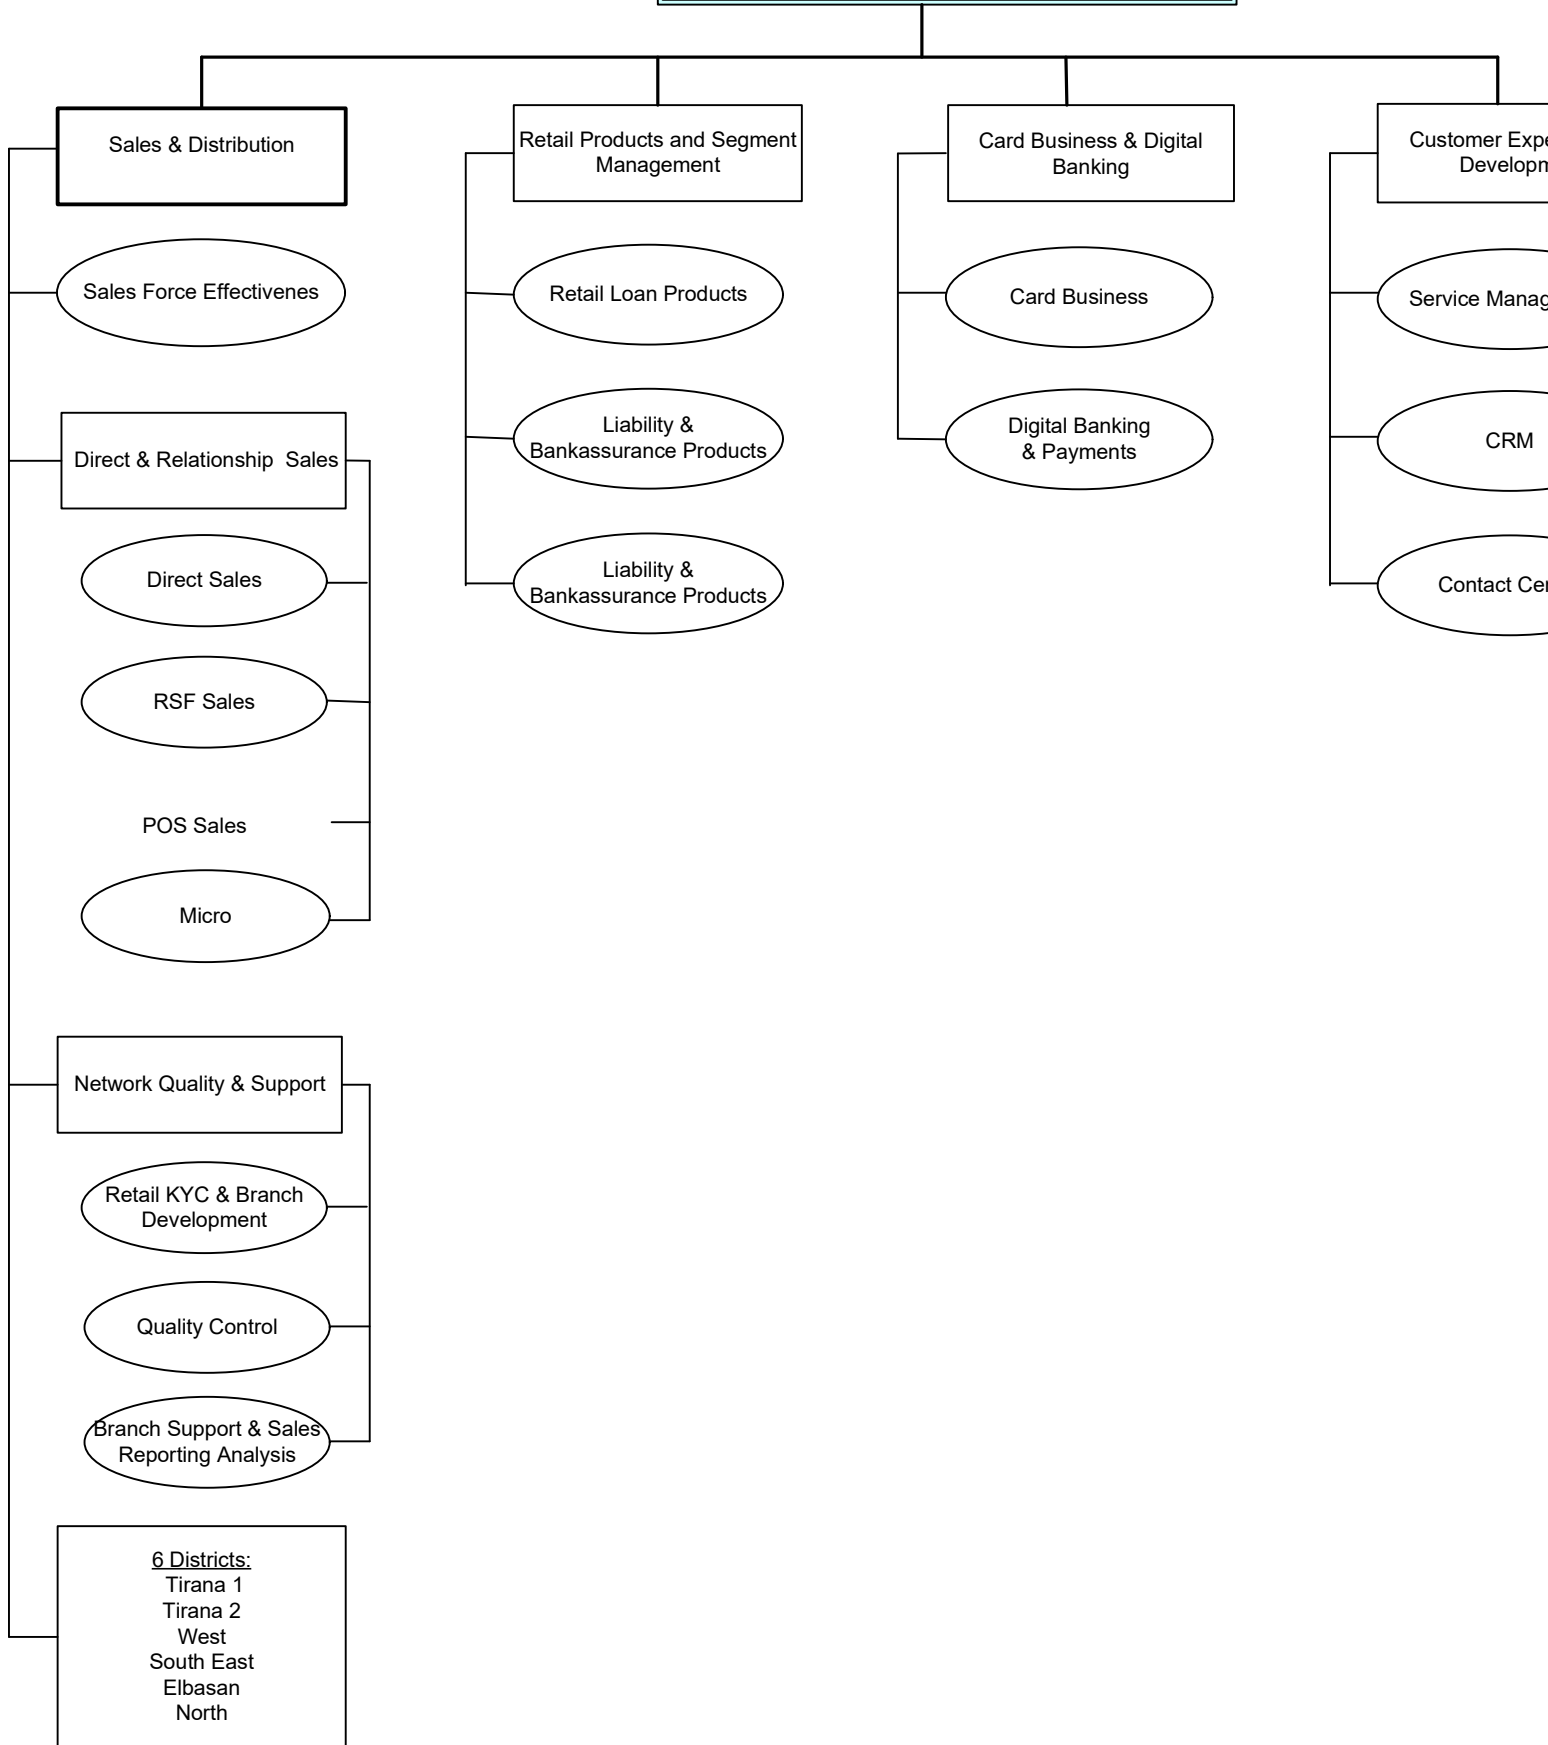 Sales & Distribution
Sales Force Effectivenes
Direct & Relationship  Sales
Direct Sales
RSF Sales
POS Sales
Micro
Network Quality & Support
Retail KYC & Branch
Development
Quality Control
Branch Support & Sales
Reporting Analysis
6 Districts:
Tirana 1
Tirana 2
West
South East
Elbasan
North
Retail Products and Segment
Management
Retail Loan Products
Liability &
Bankassurance Products
Liability &
Bankassurance Products
Card Business & Digital
Banking
Card Business
Digital Banking
& Payments
Customer
Service
CRM
Contact